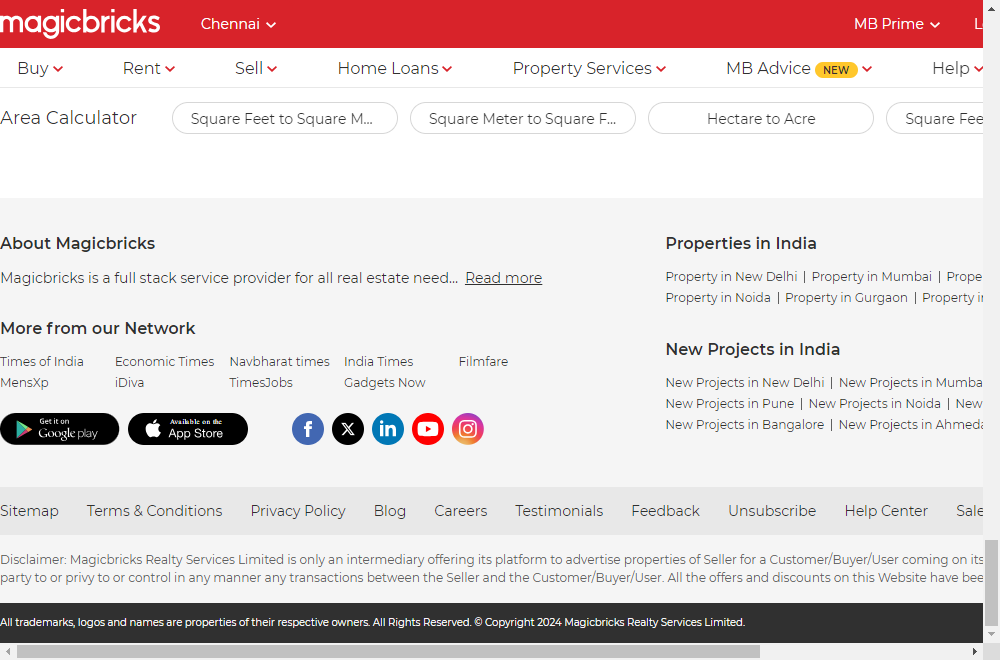 magicbricks Chennai MB Prime
Buy Rent Sell Home Loans Property Services MB Advice NEW Help
Area Calculator Square Feet to Square M... Square Meter to Square F... Hectare to Acre Square Fee
About Magicbricks
Magicbricks is a full stack service provider for all real estate need... Read more
More from our Network
Times of India Economic Times Navbharat times India Times Filmfare
MensXp iDiva TimesJobs Gadgets Now
Get it on
Google play
Available on the
App Store
Properties in India
Property in New Delhi | Property in Mumbai | Prope
Property in Noida | Property in Gurgaon | Property in
New Projects in India
New Projects in New Delhi | New Projects in Mumba
New Projects in Pune | New Projects in Noida | New
New Projects in Bangalore | New Projects in Ahmeda
Sitemap Terms & Conditions Privacy Policy Blog Careers Testimonials Feedback Unsubscribe Help Center Sale
Disclaimer: Magicbricks Realty Services Limited is only an intermediary offering its platform to advertise properties of Seller for a Customer/Buyer/User coming on its
party to or privy to or control in any manner any transactions between the Seller and the Customer/Buyer/User. All the offers and discounts on this Website have bee
All trademarks, logos and names are properties of their respective owners. All Rights Reserved. © Copyright 2024 Magicbricks Realty Services Limited.